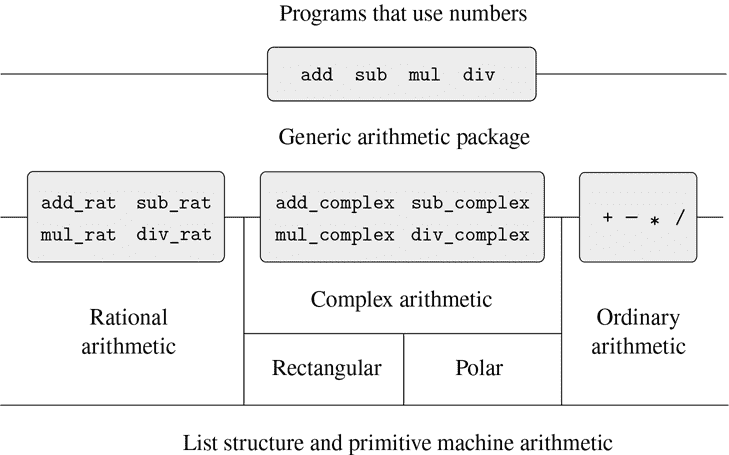 Programs that use numbers
add sub mul div
Generic arithmetic package
add_rat sub_rat
mul_rat div_rat
add_complex sub_complex
mul_complex div_complex
+ − * /
Rational
arithmetic
Complex arithmetic
Ordinary
arithmetic
Rectangular
Polar
List structure and primitive machine arithmetic